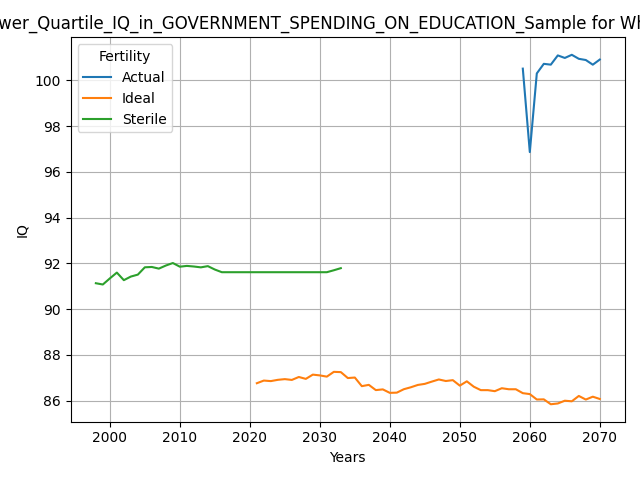 wer_Quartile_IQ_in_GOVERNMENT_SPENDING_ON_EDUCATION_Sample for Wh
Fertility
Actual
Ideal
Sterile
100
98
96
94
92
90
88
86
IQ
2000 2010 2020 2030 2040 2050 2060 2070
Years